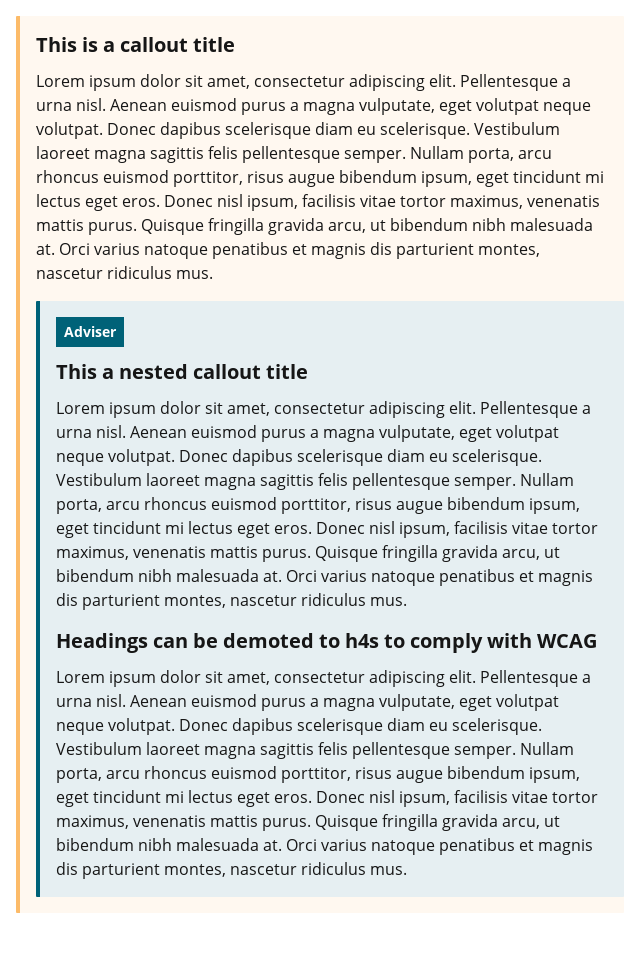 This is a callout title
Lorem ipsum dolor sit amet, consectetur adipiscing elit. Pellentesque a
urna nisl. Aenean euismod purus a magna vulputate, eget volutpat neque
volutpat. Donec dapibus scelerisque diam eu scelerisque. Vestibulum
laoreet magna sagittis felis pellentesque semper. Nullam porta, arcu
rhoncus euismod porttitor, risus augue bibendum ipsum, eget tincidunt mi
lectus eget eros. Donec nisl ipsum, facilisis vitae tortor maximus, venenatis
mattis purus. Quisque fringilla gravida arcu, ut bibendum nibh malesuada
at. Orci varius natoque penatibus et magnis dis parturient montes,
nascetur ridiculus mus.
Adviser
This a nested callout title
Lorem ipsum dolor sit amet, consectetur adipiscing elit. Pellentesque a
urna nisl. Aenean euismod purus a magna vulputate, eget volutpat
neque volutpat. Donec dapibus scelerisque diam eu scelerisque.
Vestibulum laoreet magna sagittis felis pellentesque semper. Nullam
porta, arcu rhoncus euismod porttitor, risus augue bibendum ipsum,
eget tincidunt mi lectus eget eros. Donec nisl ipsum, facilisis vitae tortor
maximus, venenatis mattis purus. Quisque fringilla gravida arcu, ut
bibendum nibh malesuada at. Orci varius natoque penatibus et magnis
dis parturient montes, nascetur ridiculus mus.
Headings can be demoted to h4s to comply with WCAG
Lorem ipsum dolor sit amet, consectetur adipiscing elit. Pellentesque a
urna nisl. Aenean euismod purus a magna vulputate, eget volutpat
neque volutpat. Donec dapibus scelerisque diam eu scelerisque.
Vestibulum laoreet magna sagittis felis pellentesque semper. Nullam
porta, arcu rhoncus euismod porttitor, risus augue bibendum ipsum,
eget tincidunt mi lectus eget eros. Donec nisl ipsum, facilisis vitae tortor
maximus, venenatis mattis purus. Quisque fringilla gravida arcu, ut
bibendum nibh malesuada at. Orci varius natoque penatibus et magnis
dis parturient montes, nascetur ridiculus mus.